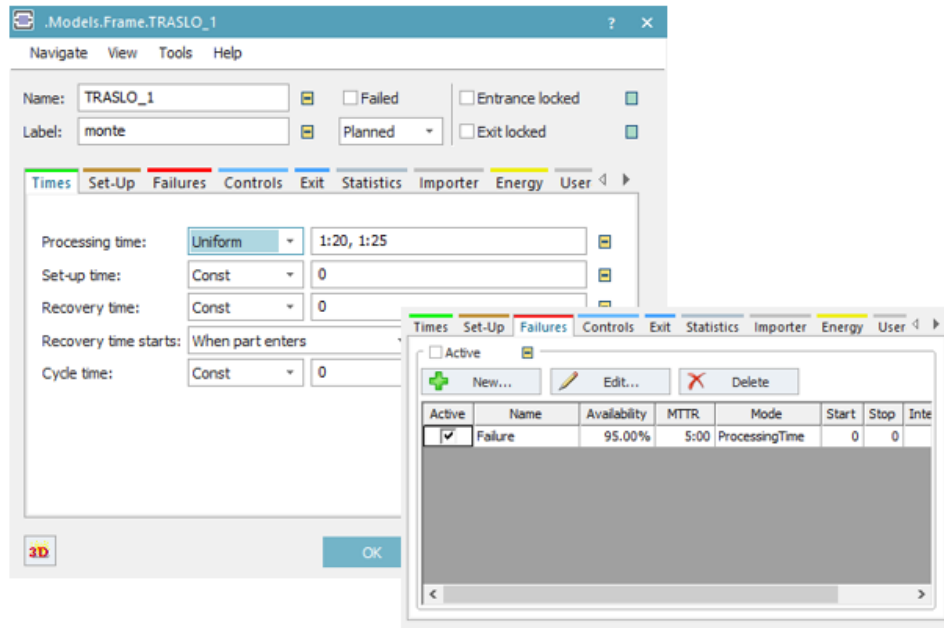 .Models.Frame.TRASLO_1 ? ×
Navigate View Tools Help
Name: TRASLO_1 Failed Entrance locked
Label: monte Planned Exit locked
Times Set-Up Failures Controls Exit Statistics Importer Energy User
Processing time: Uniform 1:20, 1:25
Set-up time: Const 0
Recovery time: Const 0
Recovery time starts: When part enters
Cycle time: Const 0
3D OK
Times Set-Up Failures Controls Exit Statistics Importer Energy User
Active
New... Edit... Delete
Active Name Availability MTTR Mode Start Stop Inte
Failure 95.00% 5:00 ProcessingTime 0 0